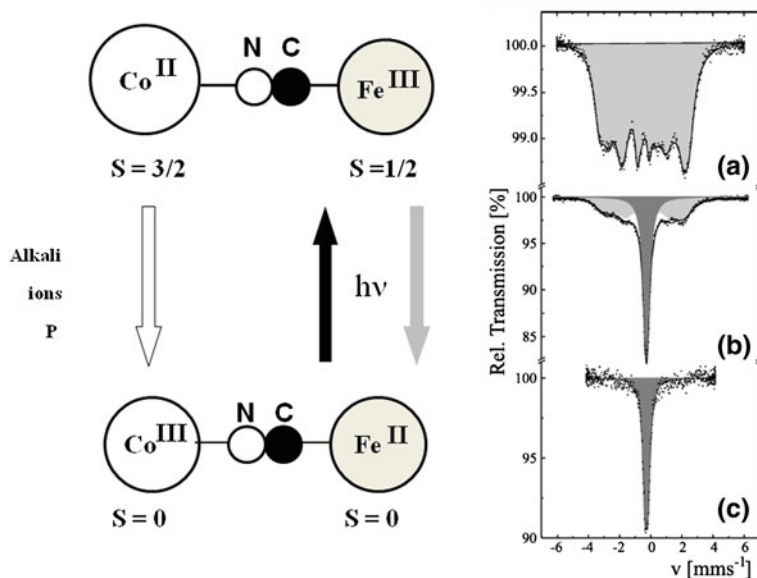 N C
Co II Fe III
S = 3/2 S =1/2
Alkali
ions
P
hν
N C
Co III Fe II
S = 0 S = 0
Rel. Transmission [%]
100.0
99.5
99.0
(a)
100
95
90
85
(b)
100
95
90
(c)
-6 -4 -2 0 2 4 6
v [mms-1]